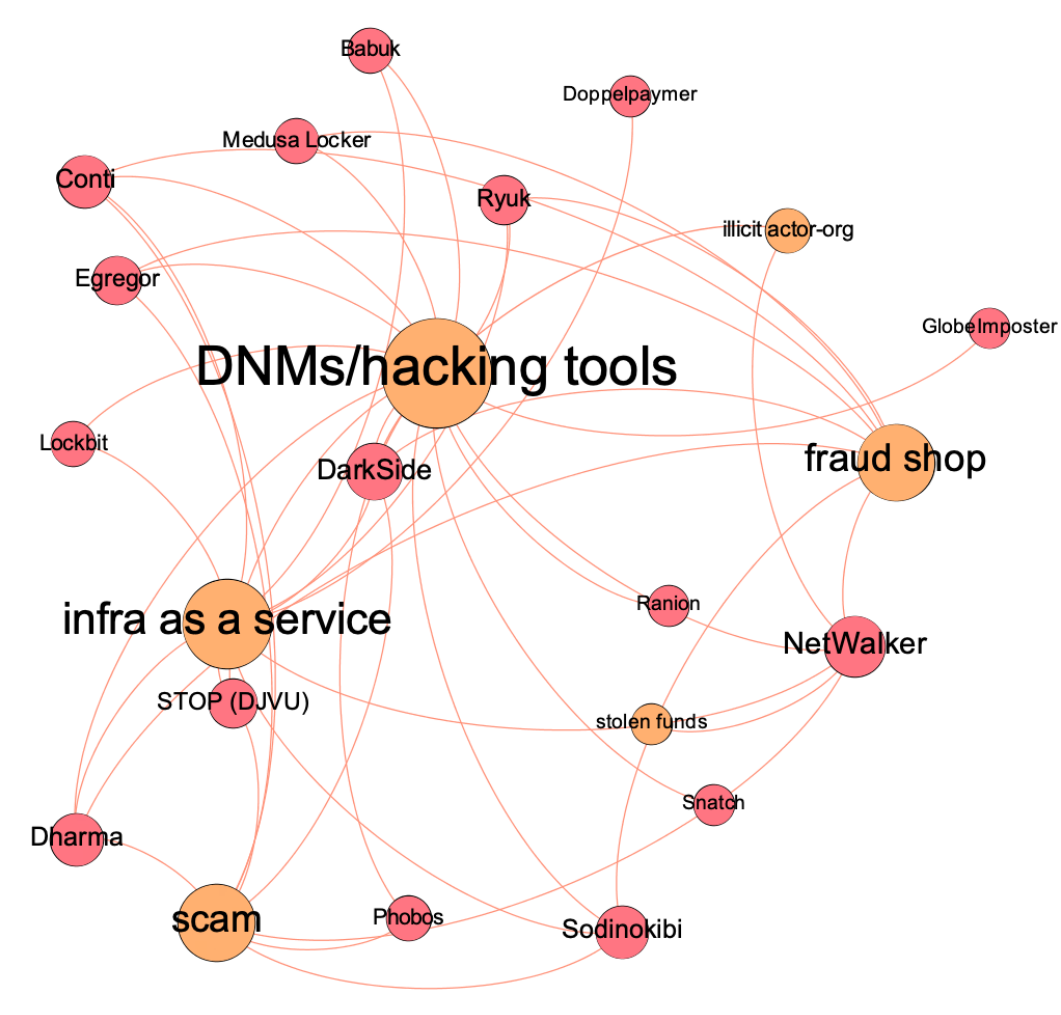 Babuk
Doppelpaymer
Medusa Locker
Conti
Ryuk
illicit actor-org
Egregor
GlobeImposter
DNMs/hacking tools
Lockbit
DarkSide
fraud shop
infra as a service
Ranion
NetWalker
STOP (DJVU)
stolen funds
Snatch
Dharma
scam
Phobos
Sodinokibi